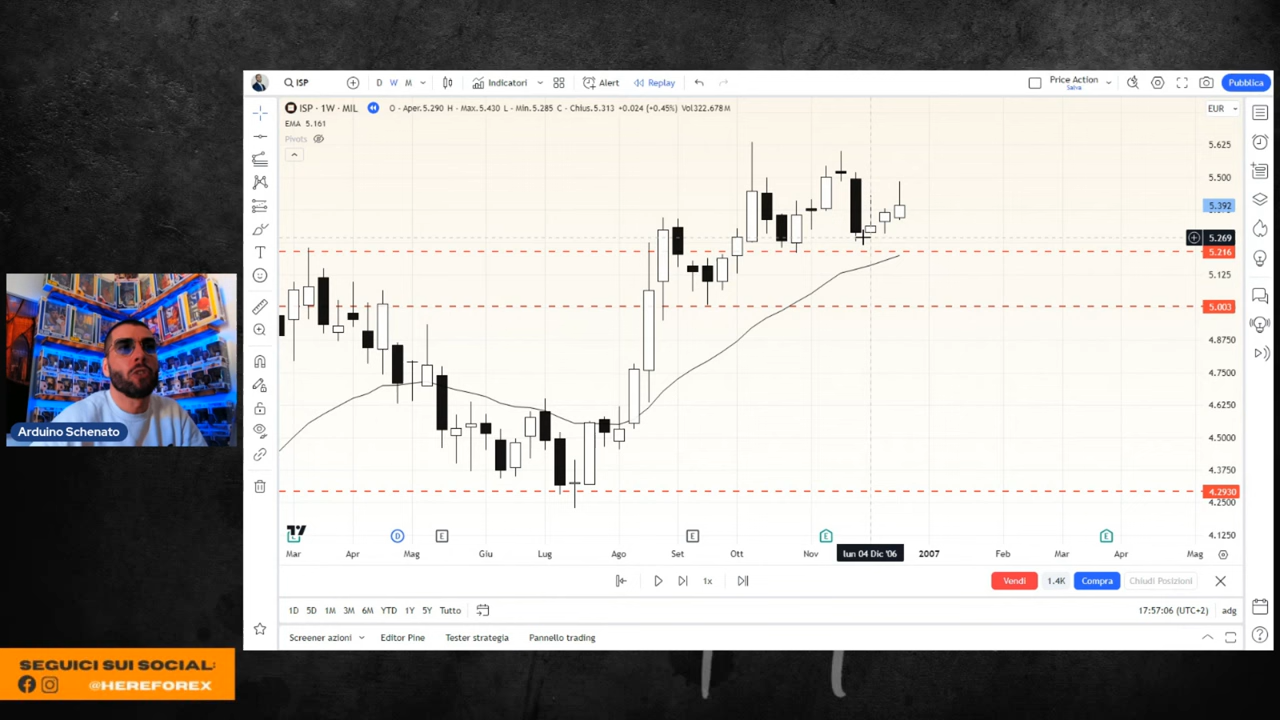 ISP
D W M
Indicatori
Alert
Replay
Price Action
Salva
Pubblica
ISP · 1W · MIL
O - Aper.5.290 H - Max.5.430 L - Min.5.285 C - Chius.5.313 +0.024 (+0.45%) Vol322.678M
EUR
EMA 5.161
Pivots
5.625
5.500
5.392
5.269
5.216
5.125
5.003
4.8750
4.7500
4.6250
4.5000
4.3750
4.2930
4.2500
4.1250
Arduino Schenato
D E E E E
Mar Apr Mag Giu Lug Ago Set Ott Nov lun 04 Dic '06 2007 Feb Mar Apr Mag
1x
Vendi 1.4K Compra Chiudi Posizioni
1D 5D 1M 3M 6M YTD 1Y 5Y Tutto
17:57:06 (UTC+2) adg
Screener azioni Editor Pine Tester strategia Pannello trading
SEGUICI SUI SOCIAL:
@HEREFOREX